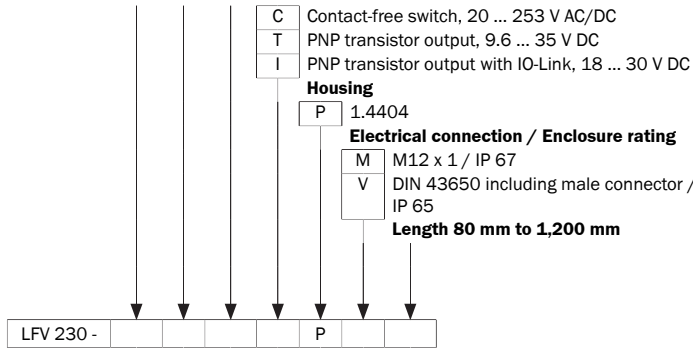 C Contact-free switch, 20 ... 253 V AC/DC
T PNP transistor output, 9.6 ... 35 V DC
I PNP transistor output with IO-Link, 18 ... 30 V DC
Housing
P 1.4404
Electrical connection / Enclosure rating
M M12 x 1 / IP 67
V DIN 43650 including male connector /
IP 65
Length 80 mm to 1,200 mm
LFV 230 - P